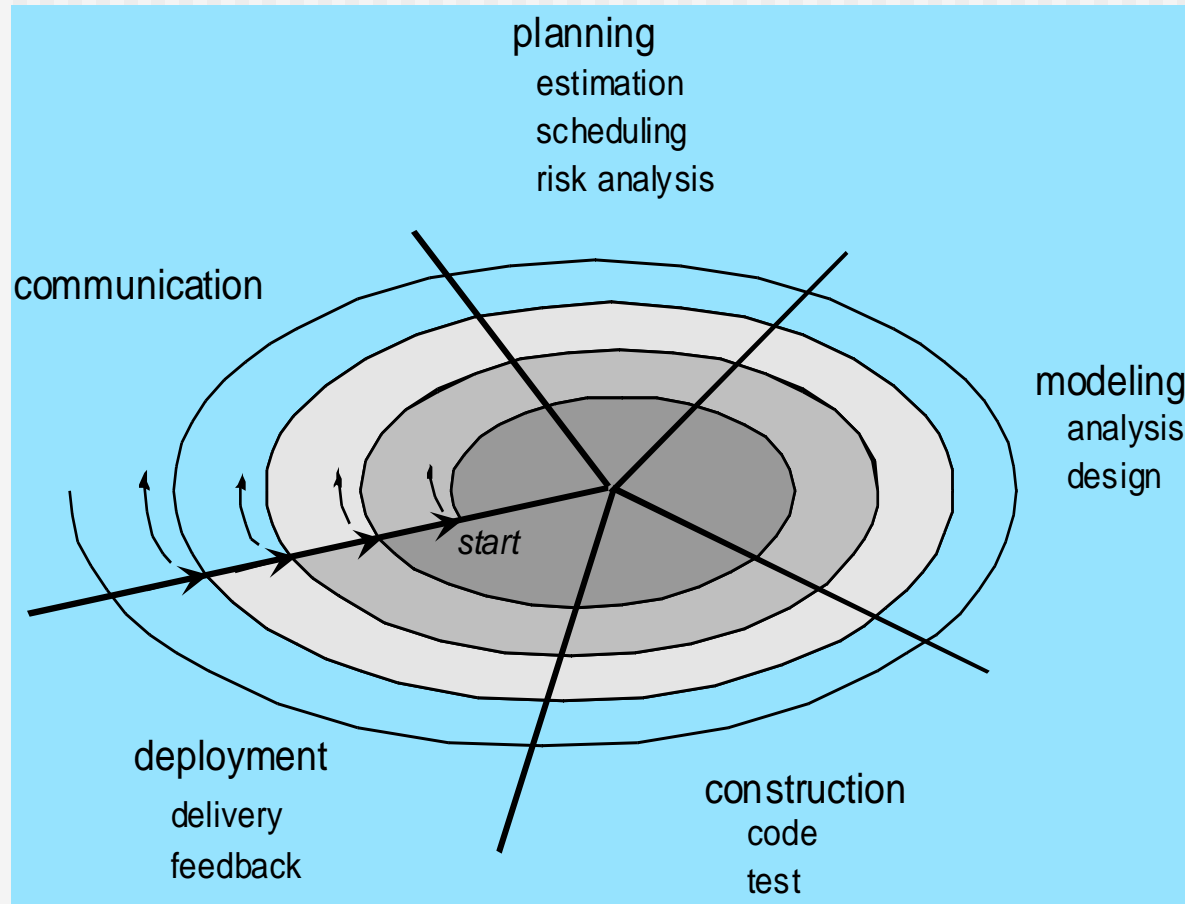 planning
estimation
scheduling
risk analysis
communication
modeling
analysis
design
start
deployment
delivery
feedback
construction
code
test